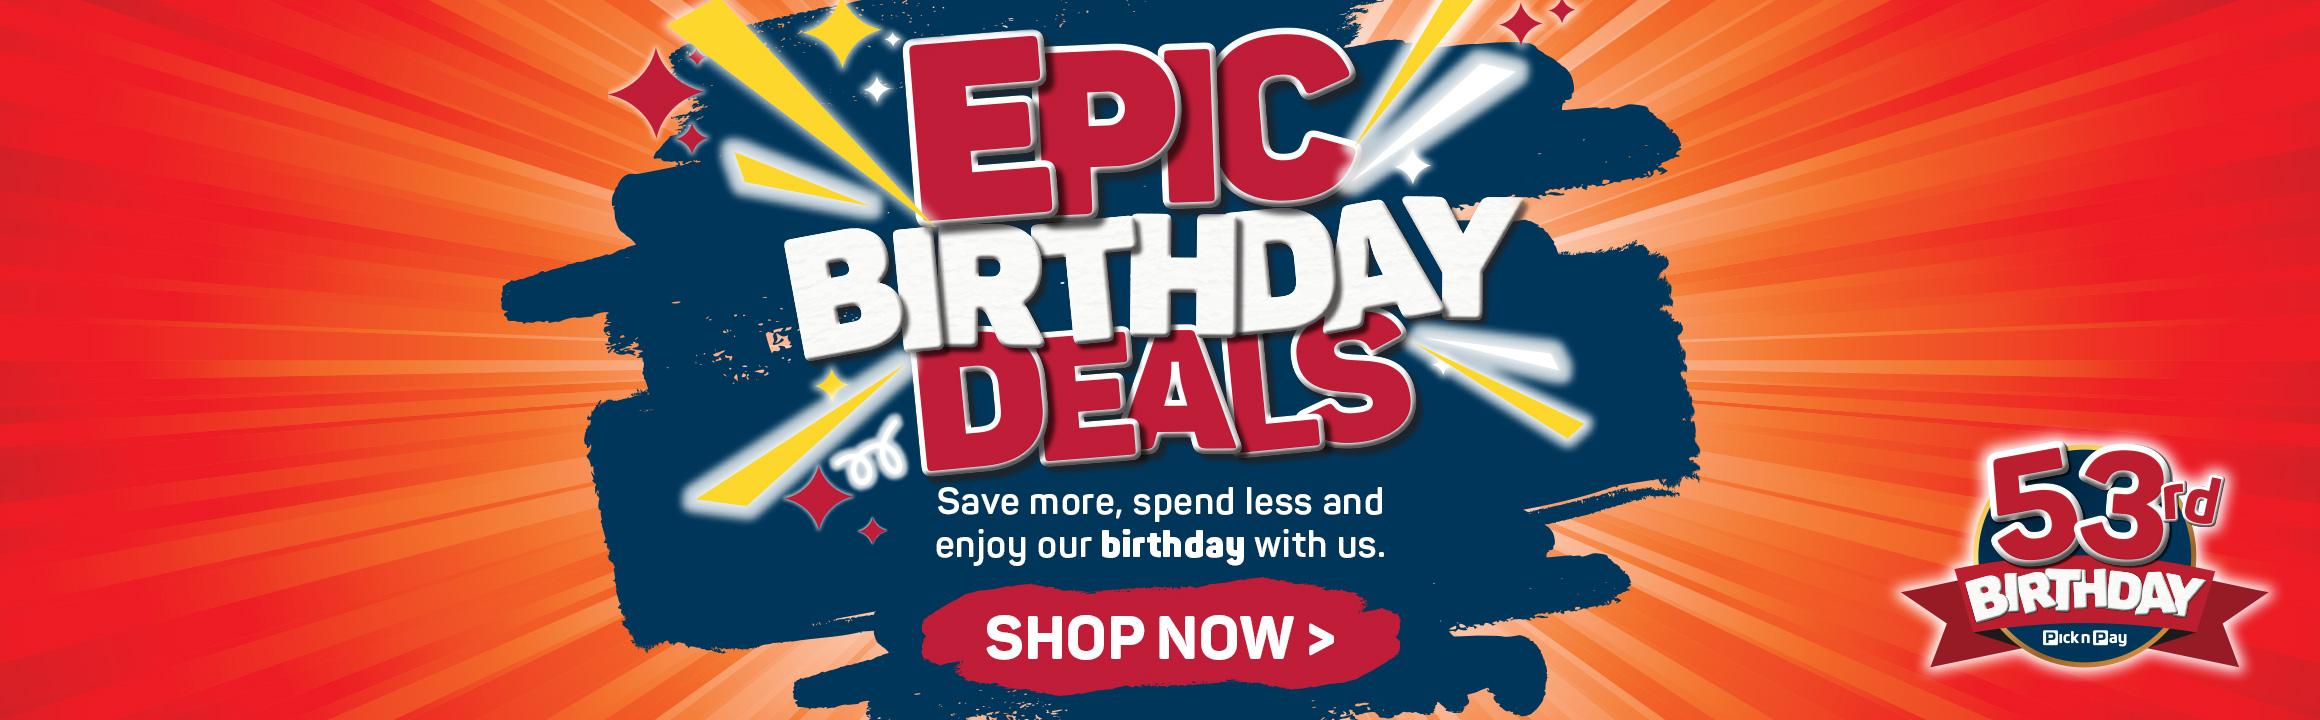 EPIC
BIRTHDAY
DEALS
Save more, spend less and
enjoy our birthday with us.
SHOP NOW >
53rd
BIRTHDAY
Pick n Pay